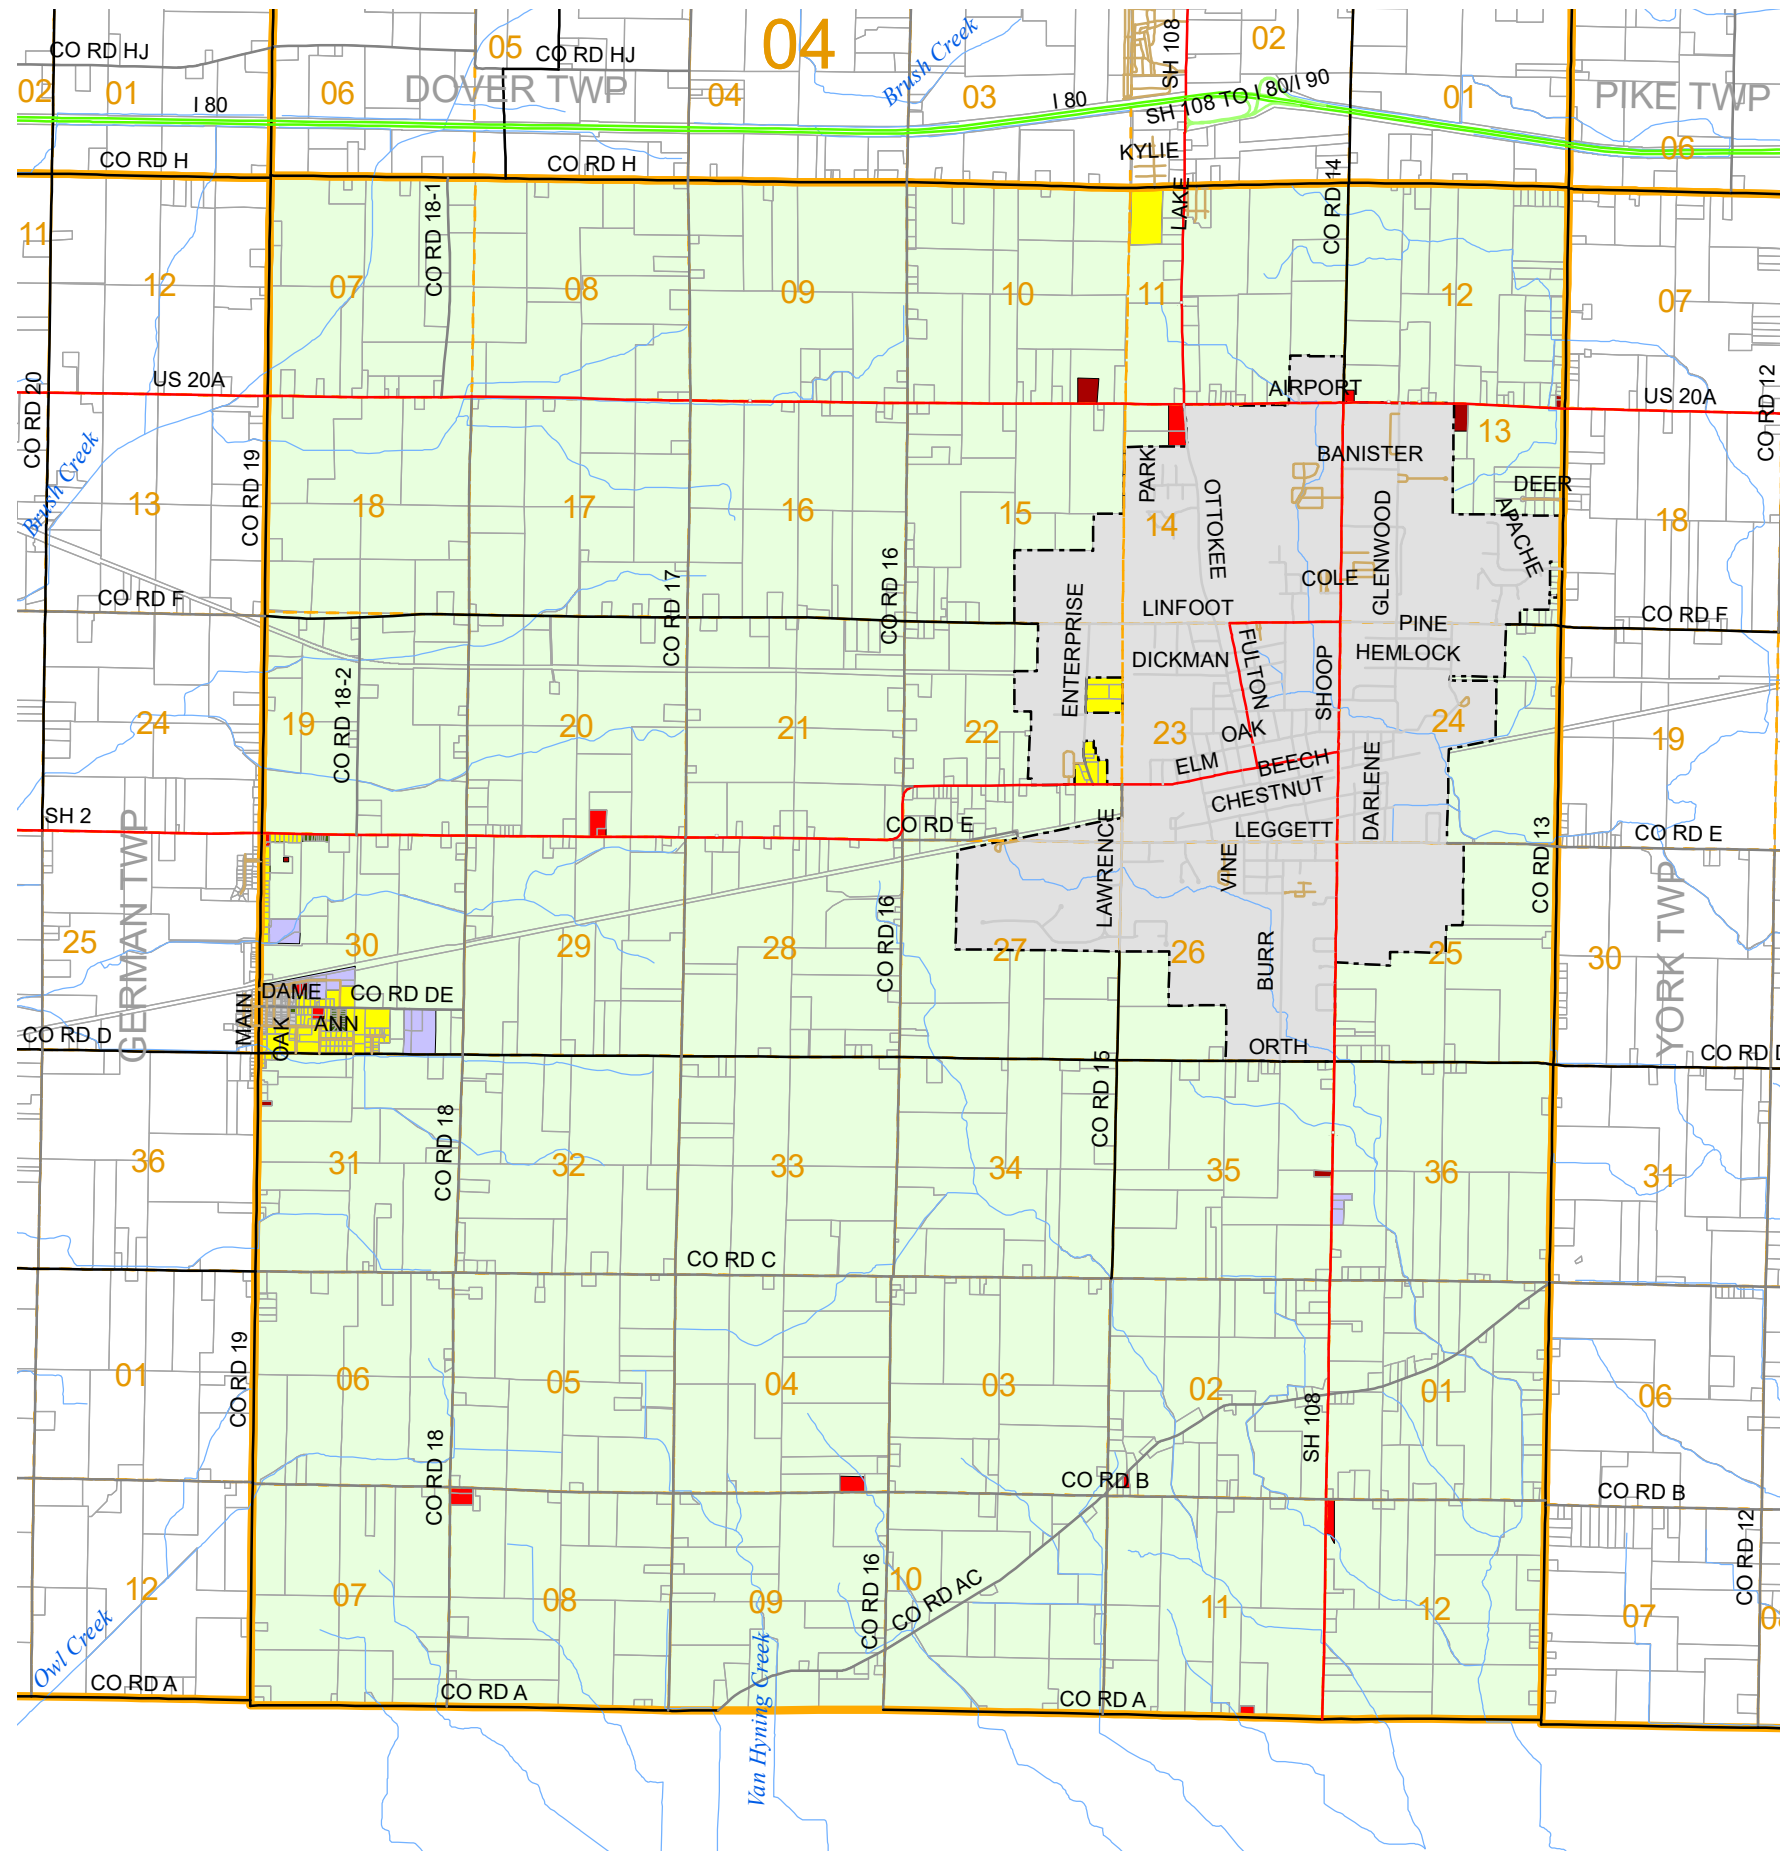 04
CO RD HJ
05
CO RD HJ
Brush Creek
SH 108
02
02
01
I 80
06
DOVER TWP
04
03
I 80
SH 108 TO I 80/I 90
01
PIKE TWP
06
CO RD H
CO RD H
KYLIE
LAKE
CO RD 14
CO RD 18-1
11
12
07
08
09
10
11
12
07
CO RD 20
US 20A
AIRPORT
US 20A
CO RD 12
Brush Creek
CO RD 19
13
18
17
16
15
PARK
14
OTTOKEE
BANISTER
GLENWOOD
13
DEER
APACHE
18
CO RD F
CO RD 17
CO RD 16
ENTERPRISE
LINFOOT
COLE
PINE
CO RD F
DICKMAN
FULTON
SHOOP
HEMLOCK
24
19
CO RD 18-2
20
21
22
23
OAK
24
19
ELM
BEECH
CHESTNUT
DARLENE
SH 2
CO RD E
LEGGETT
CO RD 13
CO RD E
GERMAN TWP
LAWRENCE
VINE
YORK TWP
25
30
29
28
CO RD 16
27
26
BURR
25
30
DAME
CO RD DE
MAIN
OAK
ANN
CO RD D
ORTH
CO RD D
CO RD 15
36
31
CO RD 18
32
33
34
35
36
31
CO RD C
CO RD 19
01
06
05
04
03
02
SH 108
01
06
CO RD 18
CO RD B
CO RD B
CO RD 12
12
07
08
09
CO RD 16
10
CO RD AC
11
12
07
Owl Creek
CO RD A
CO RD A
Van Hyning Creek
CO RD A